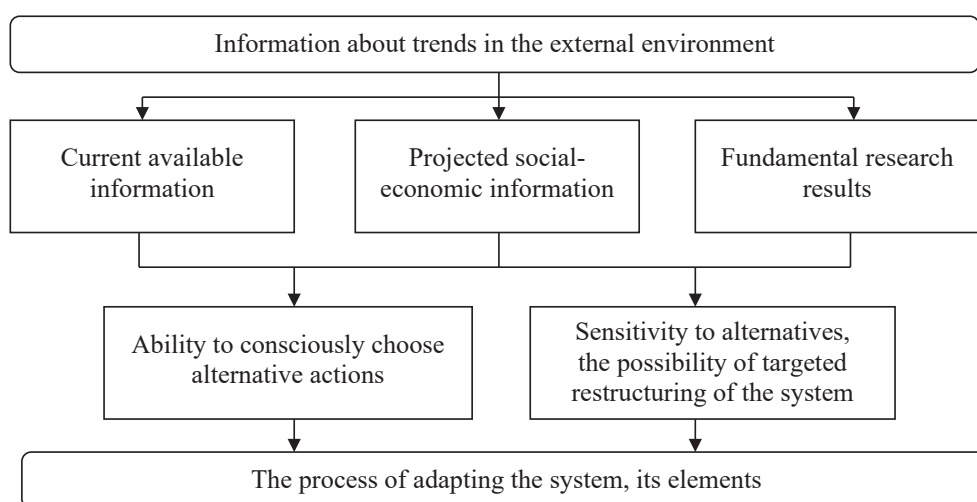 Information about trends in the external environment
Current available
information
Projected social-
economic information
Fundamental research
results
Ability to consciously choose
alternative actions
Sensitivity to alternatives,
the possibility of targeted
restructuring of the system
The process of adapting the system, its elements